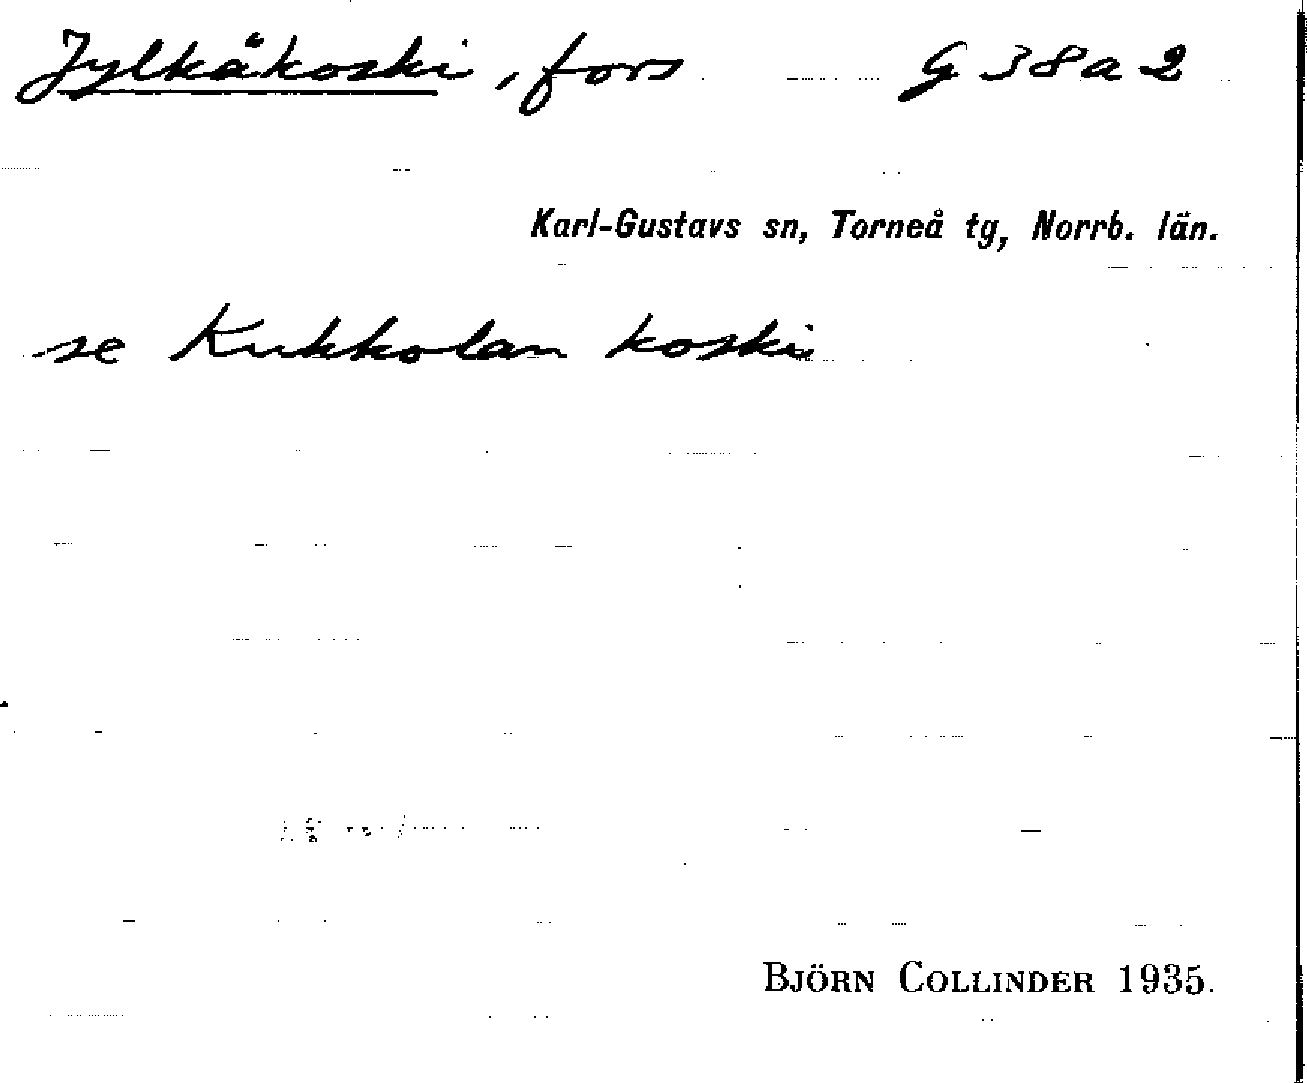 Jylkäkoski, fors G 38 a 2
Karl-Gustavs sn, Torneå tg, Norrb. län.
se Kukkolan koski
BJÖRN COLLINDER 1935.